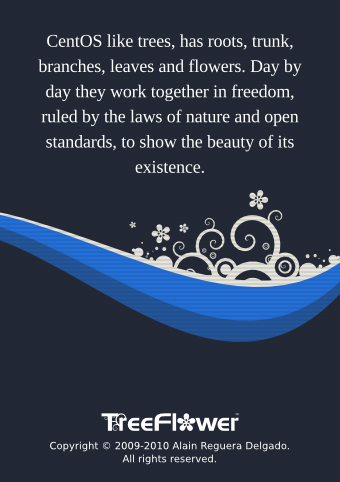 CentOS like trees, has roots, trunk,
branches, leaves and flowers. Day by
day they work together in freedom,
ruled by the laws of nature and open
standards, to show the beauty of its
existence.
TreeFlower™
Copyright © 2009-2010 Alain Reguera Delgado.
All rights reserved.